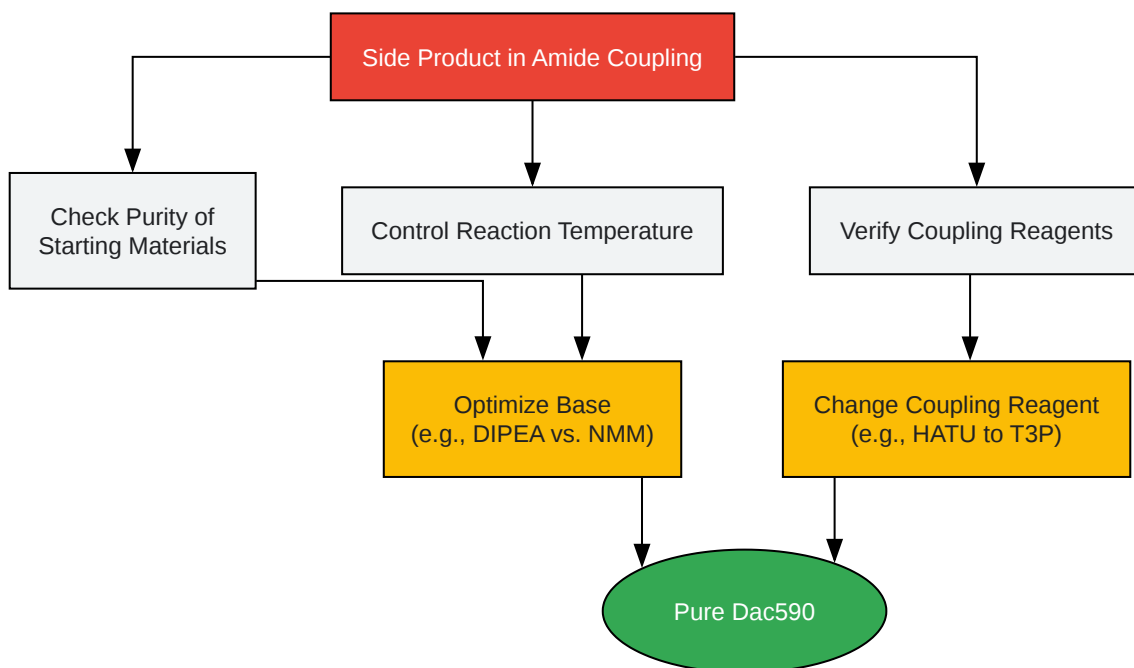 Side Product in Amide Coupling
Check Purity of
Starting Materials
Control Reaction Temperature
Verify Coupling Reagents
Optimize Base
(e.g., DIPEA vs. NMM)
Change Coupling Reagent
(e.g., HATU to T3P)
Pure Dac590